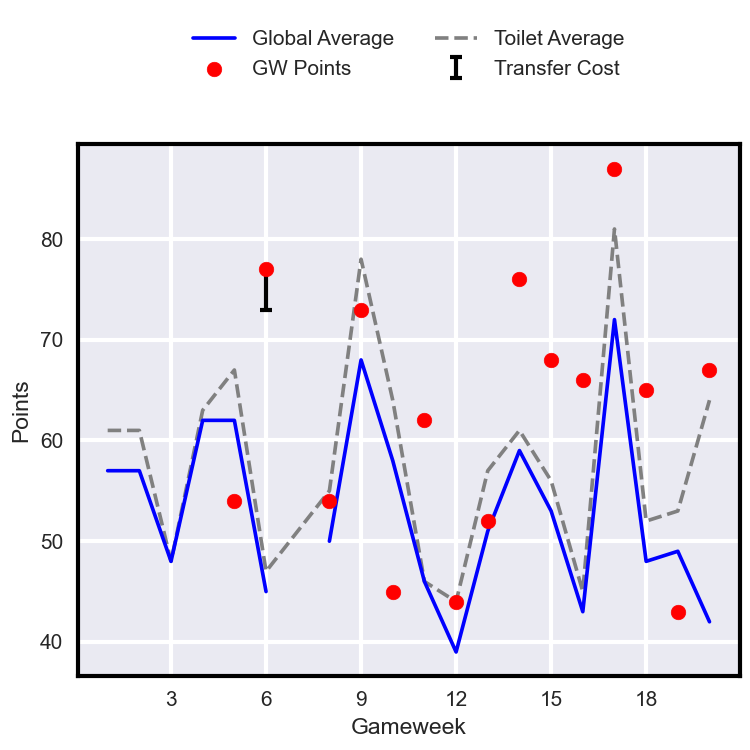 Global Average
Toilet Average
GW Points
Transfer Cost
80
70
60
50
40
Points
3
6
9
12
15
18
Gameweek